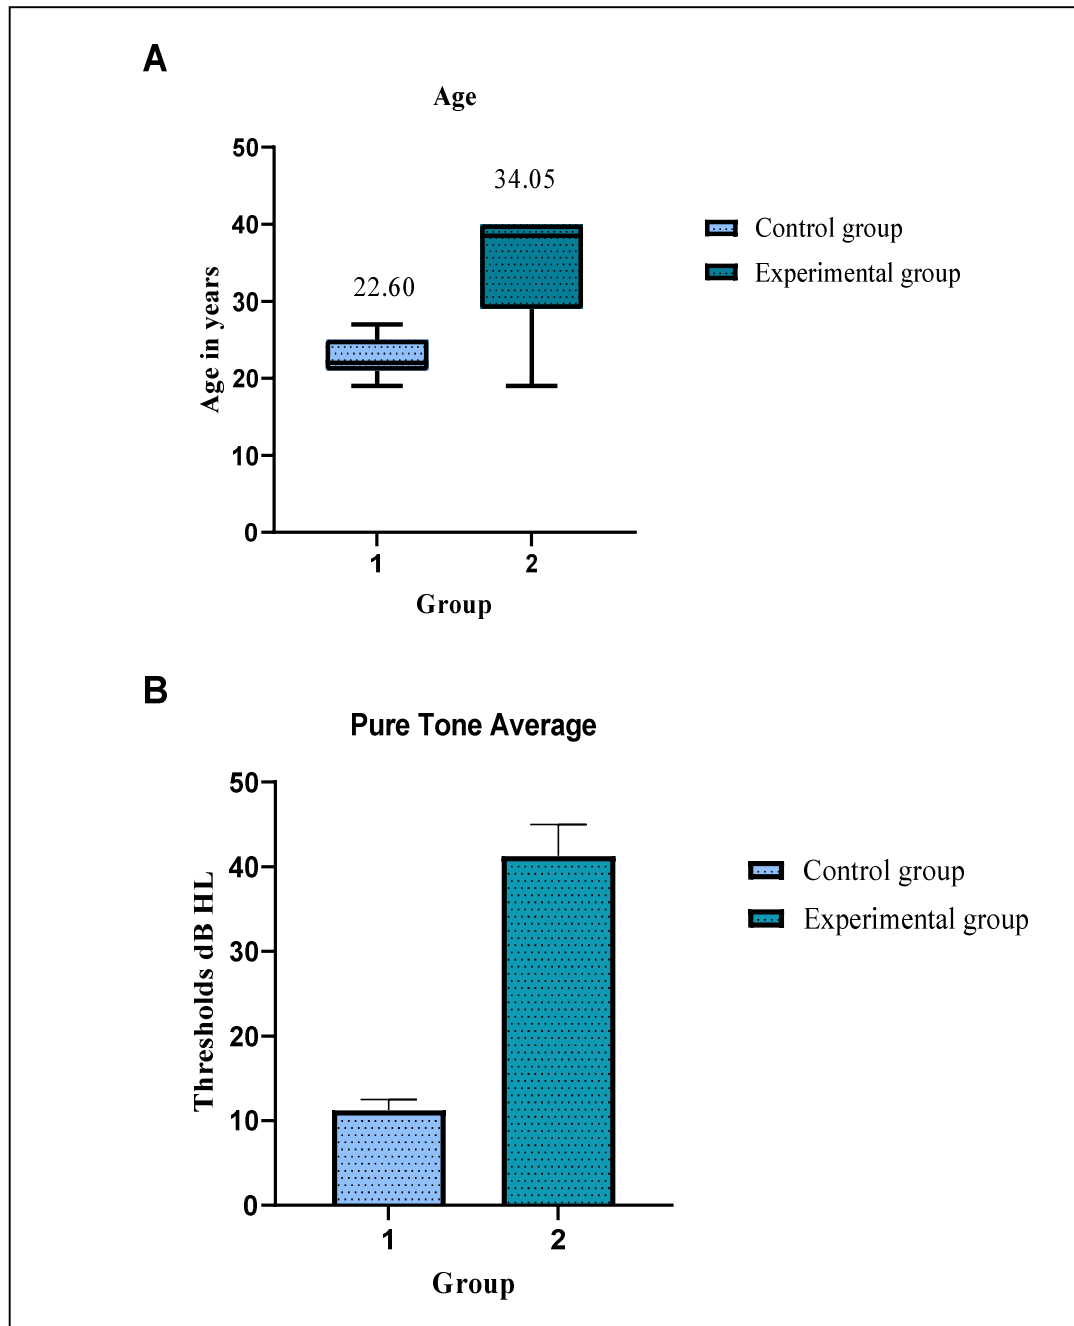 A
Age
50
40
30
20
10
0
Age in years
22.60
34.05
1
2
Group
Control group
Experimental group
B
Pure Tone Average
50
40
30
20
10
0
Thresholds dB HL
1
2
Group
Control group
Experimental group